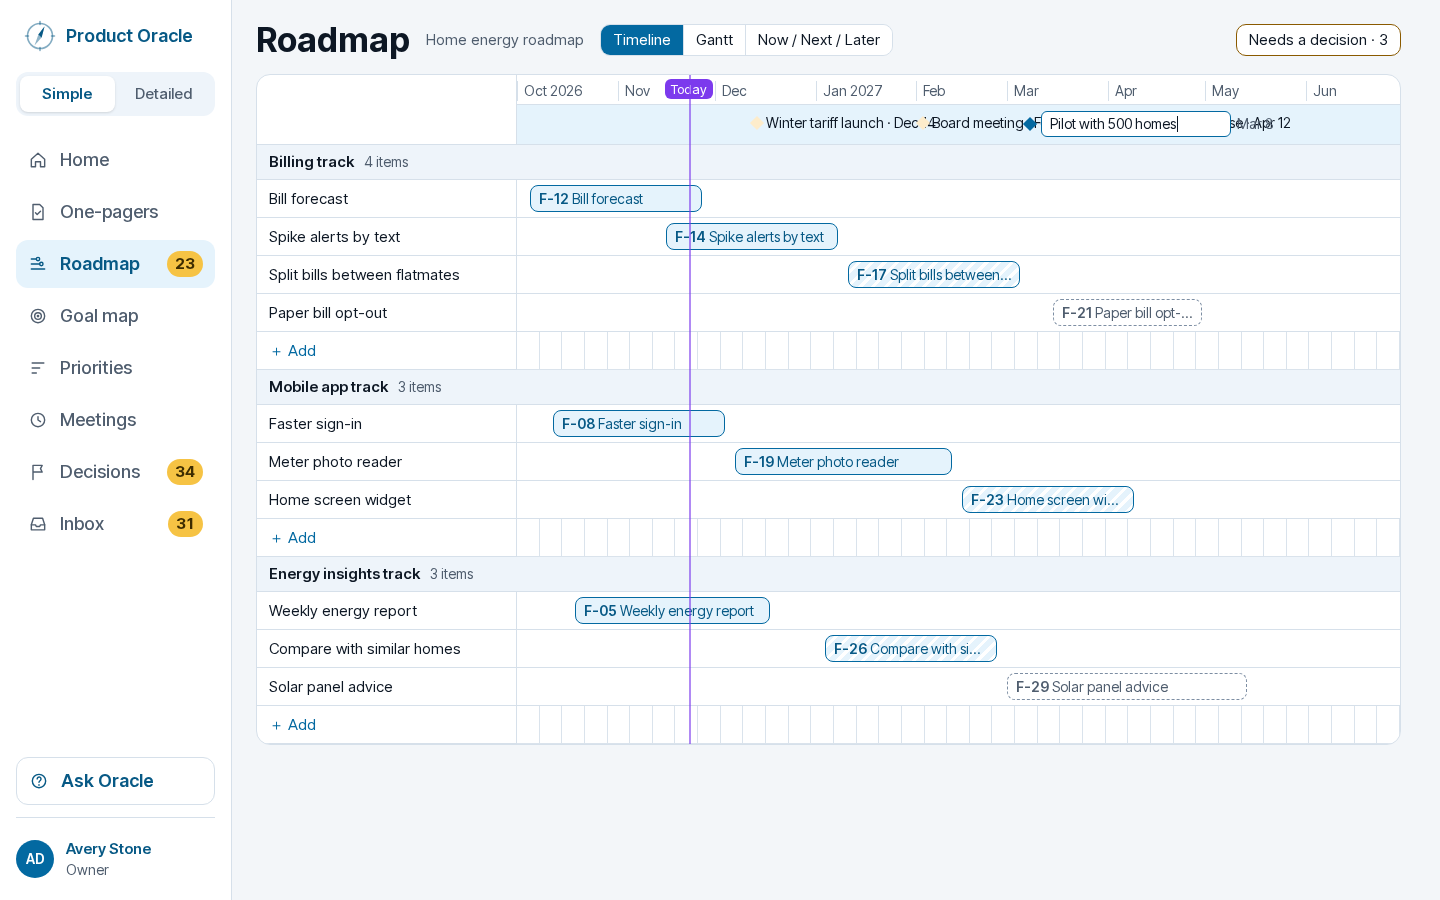 Product Oracle
Simple
Detailed
Home
One-pagers
Roadmap 23
Goal map
Priorities
Meetings
Decisions 34
Inbox 31
Ask Oracle
AD
Avery Stone
Owner
Roadmap
Home energy roadmap
Timeline
Gantt
Now / Next / Later
Needs a decision · 3
Oct 2026
Nov
Today
Dec
Jan 2027
Feb
Mar
Apr
May
Jun
Winter tariff launch · Dec
Board meeting
Pilot with 500 homes
Apr 12
Billing track 4 items
Bill forecast
F-12 Bill forecast
Spike alerts by text
F-14 Spike alerts by text
Split bills between flatmates
F-17 Split bills between…
Paper bill opt-out
F-21 Paper bill opt-…
+ Add
Mobile app track 3 items
Faster sign-in
F-08 Faster sign-in
Meter photo reader
F-19 Meter photo reader
Home screen widget
F-23 Home screen wi…
+ Add
Energy insights track 3 items
Weekly energy report
F-05 Weekly energy report
Compare with similar homes
F-26 Compare with si…
Solar panel advice
F-29 Solar panel advice
+ Add